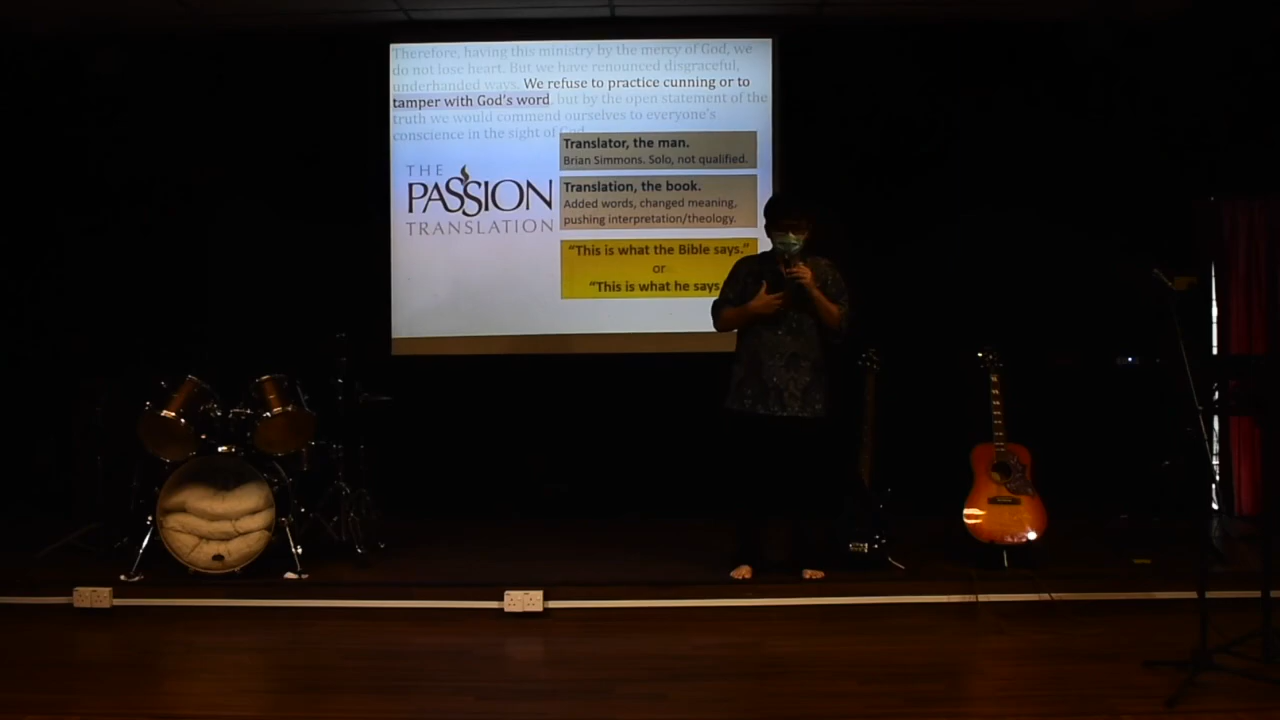 Therefore, having this ministry by the mercy of God, we
do not lose heart. But we have renounced disgraceful,
underhanded ways. We refuse to practice cunning or to
tamper with God's word, but by the open statement of the
truth we would commend ourselves to everyone's
conscience in the sight of God.
THE
PASSION
TRANSLATION
Translator, the man.
Brian Simmons. Solo, not qualified.
Translation, the book.
Added words, changed meaning,
pushing interpretation/theology.
"This is what the Bible says."
or
"This is what he says